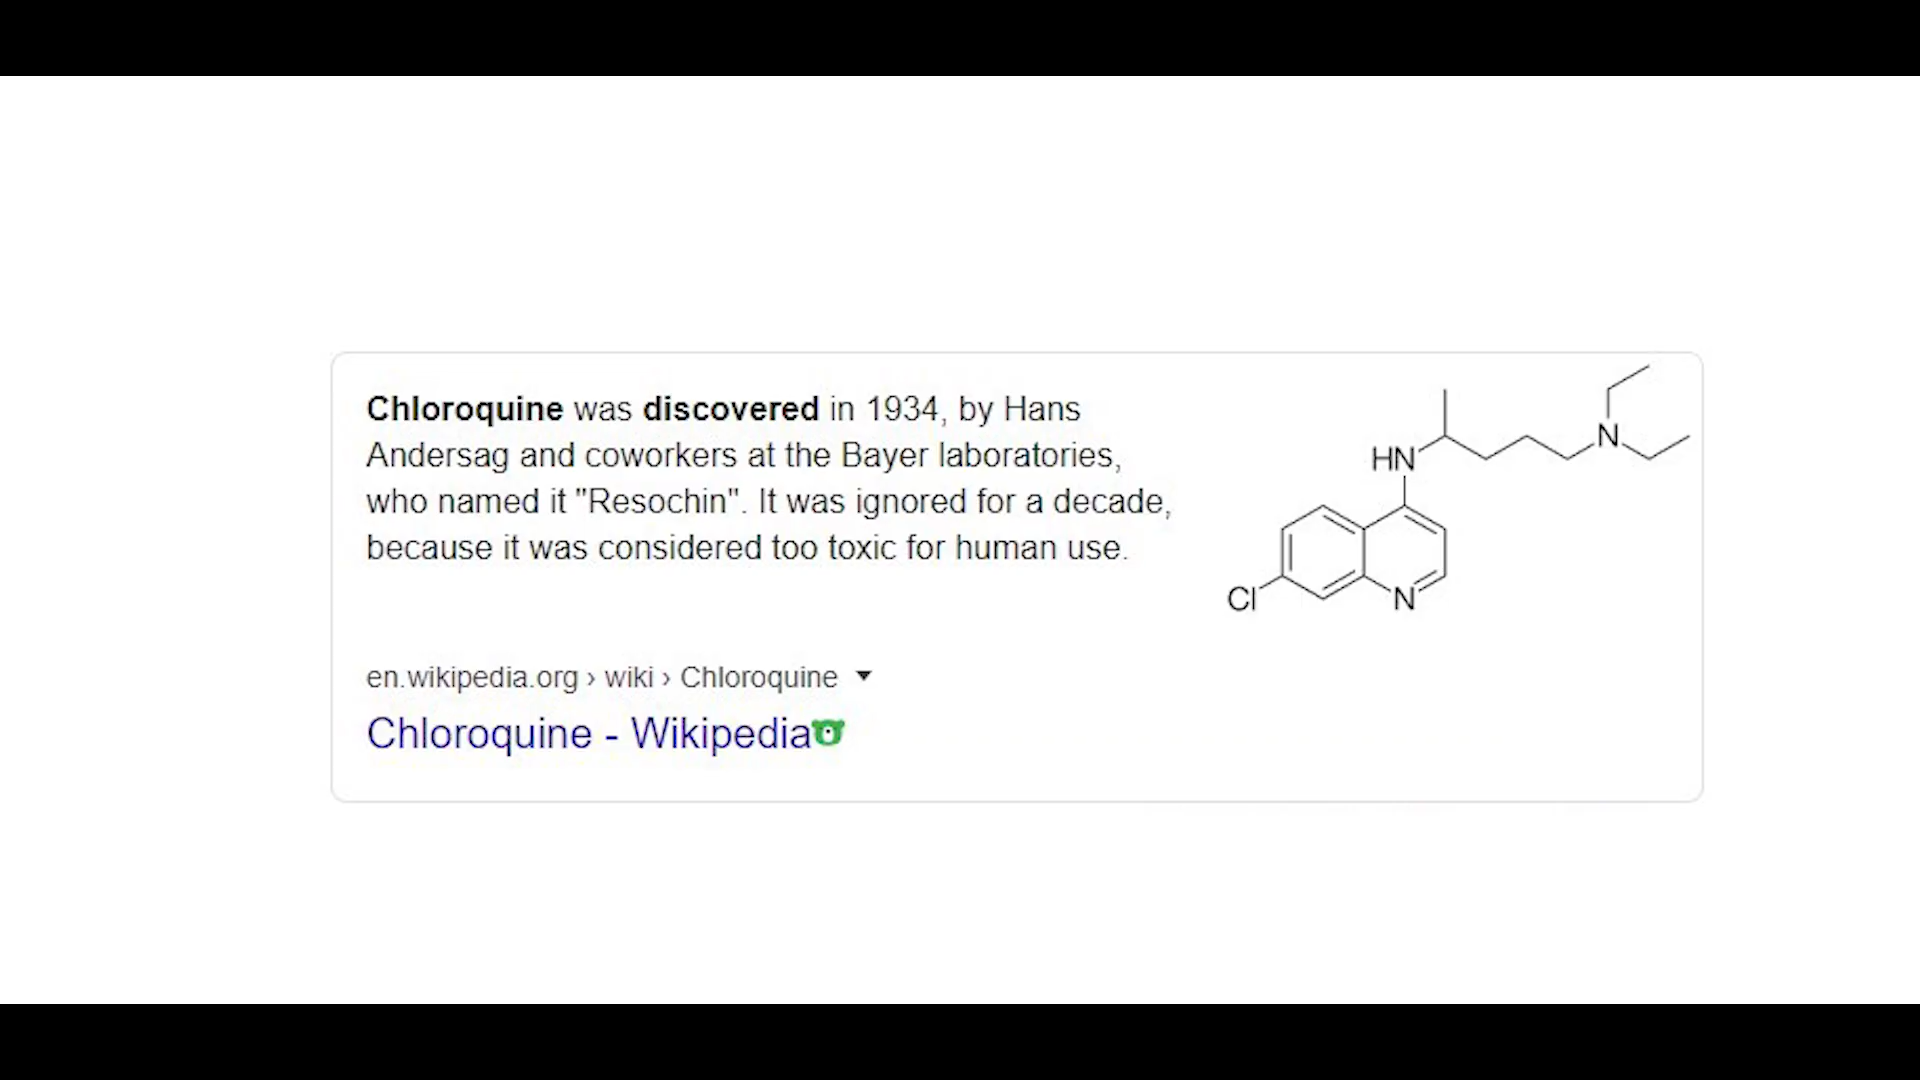 Chloroquine was discovered in 1934, by Hans
Andersag and coworkers at the Bayer laboratories,
who named it "Resochin". It was ignored for a decade,
because it was considered too toxic for human use.
en.wikipedia.org › wiki › Chloroquine
Chloroquine - Wikipedia
N
HN
Cl
N